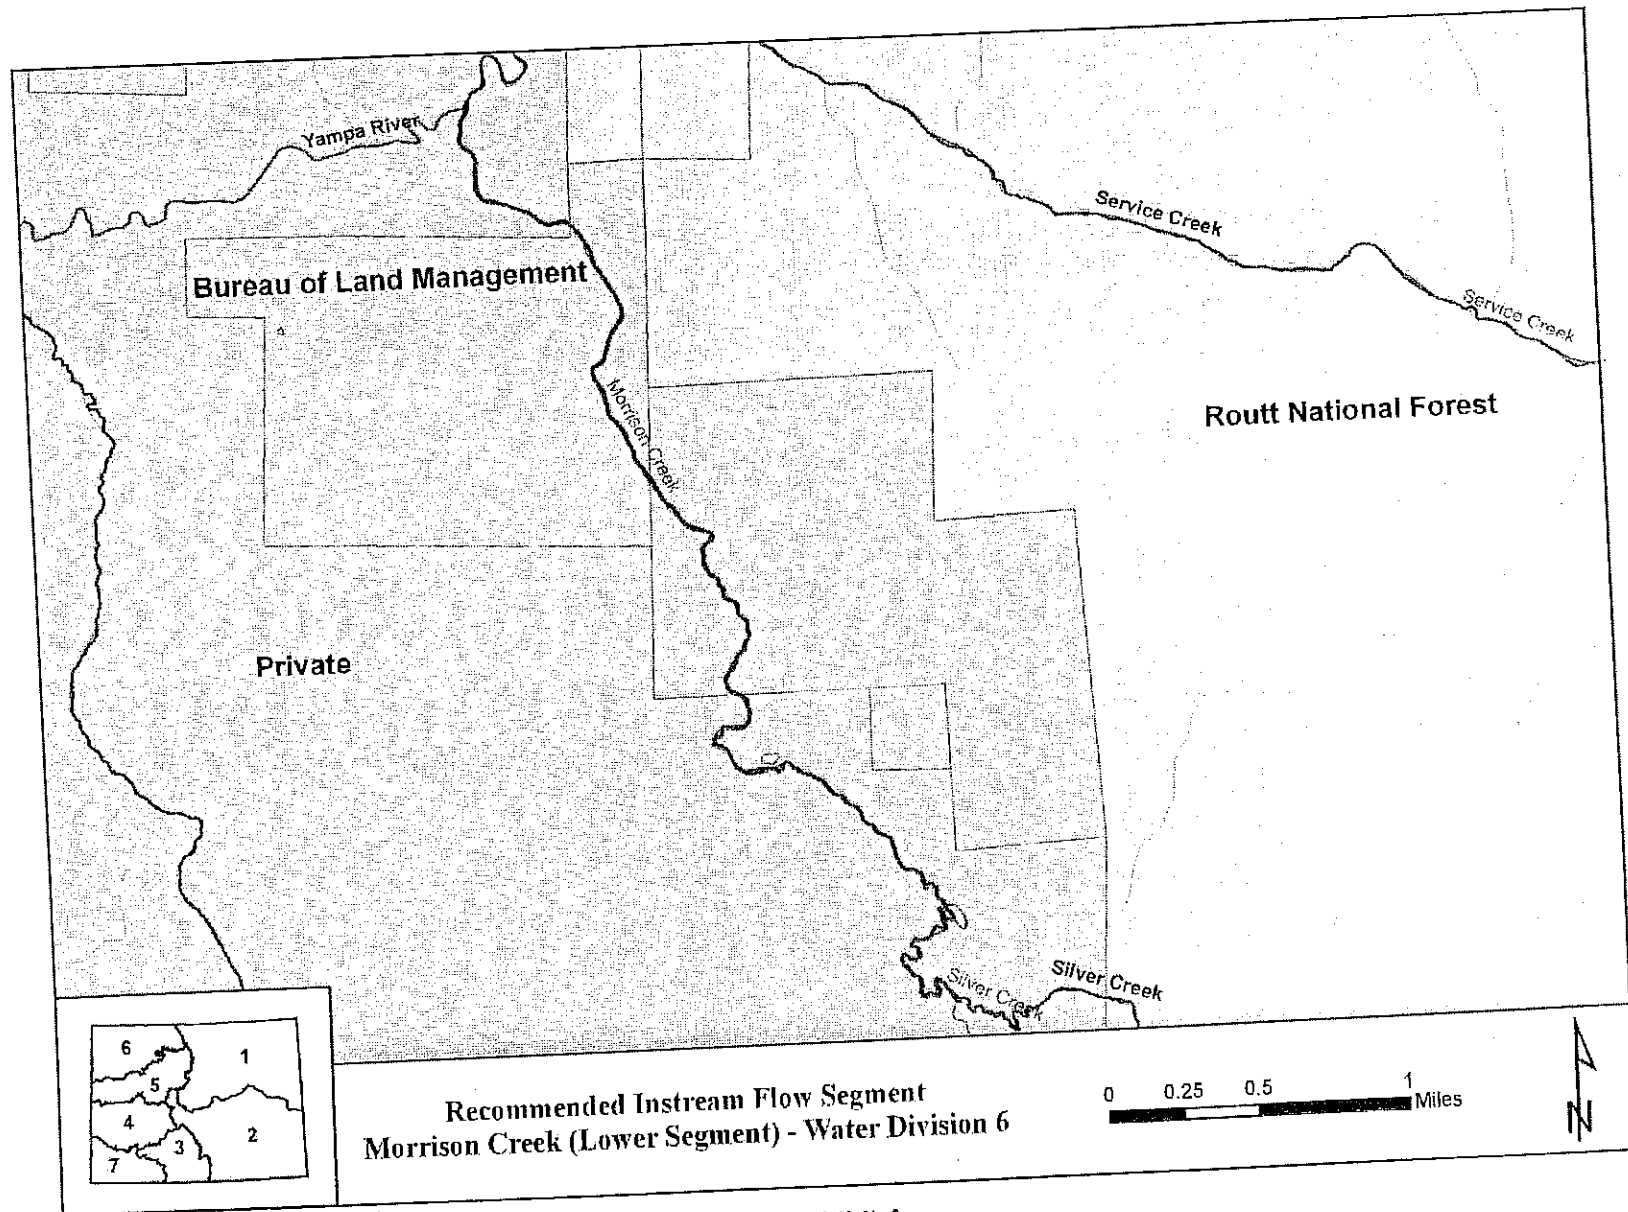 Yampa River
Service Creek
Bureau of Land Management
Service Creek
Morrison Creek
Routt National Forest
Private
Silver Creek
Silver Creek
6
1
5
4
2
3
7
Recommended Instream Flow Segment
Morrison Creek (Lower Segment) - Water Division 6
0 0.25 0.5 1
Miles
N